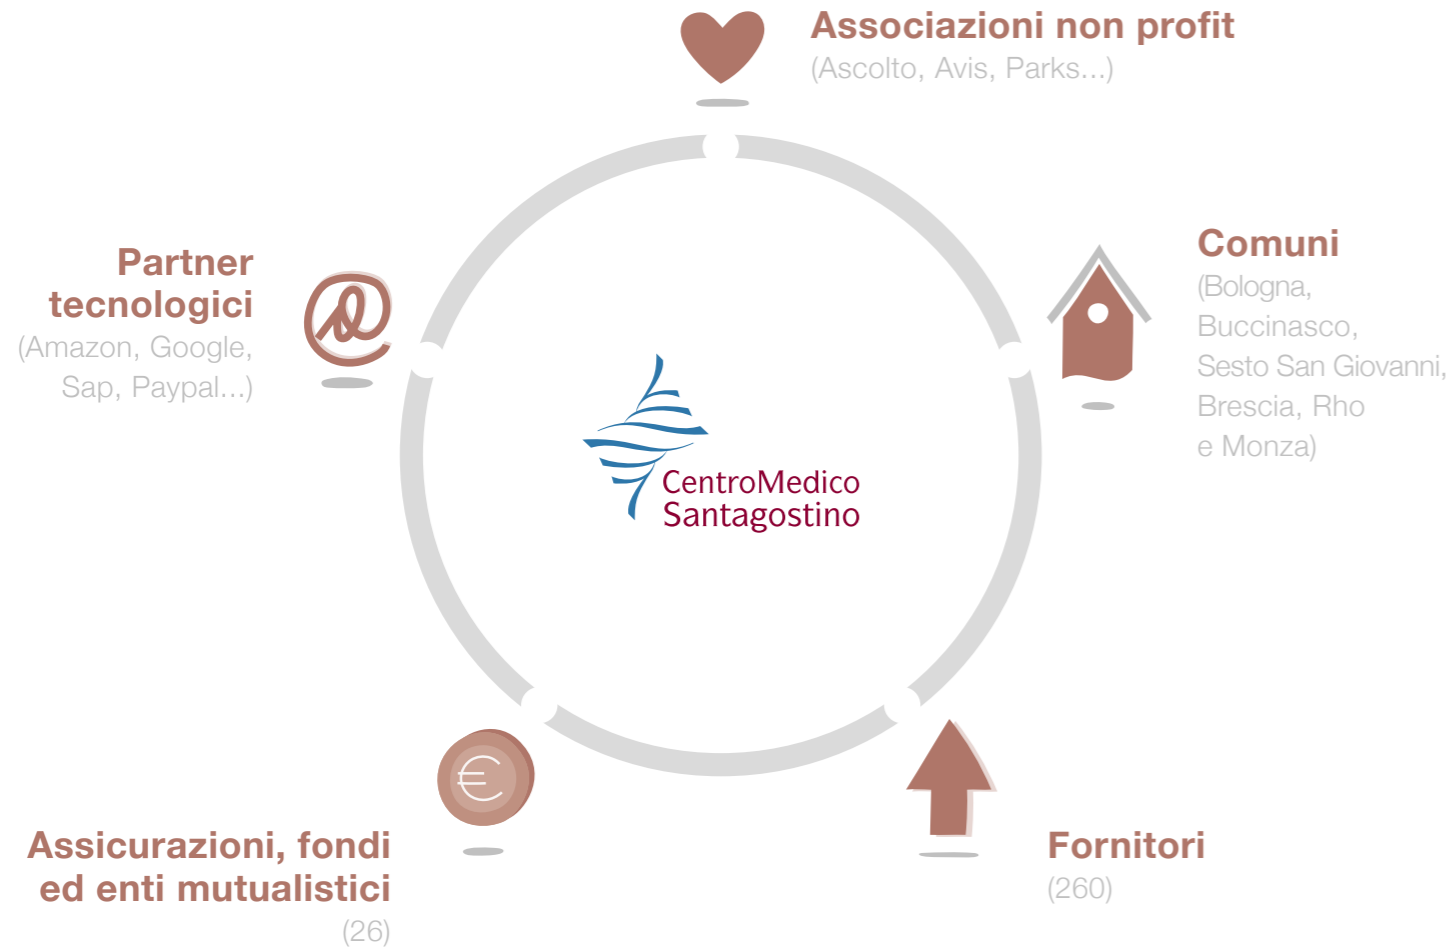 Associazioni non profit
(Ascolto, Avis, Parks...)
Partner
tecnologici
(Amazon, Google,
Sap, Paypal...)
Comuni
(Bologna,
Buccinasco,
Sesto San Giovanni,
Brescia, Rho
e Monza)
CentroMedico
Santagostino
€
Assicurazioni, fondi
ed enti mutualistici
(26)
Fornitori
(260)